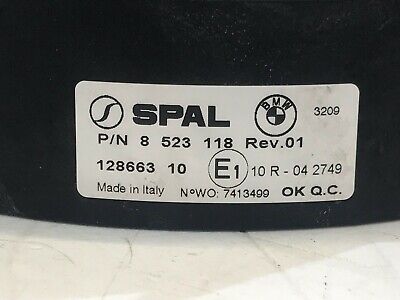 SPAL BMW 3209
P/N 8 523 118 Rev.01
128663 10 E1 10 R - 04 2749
Made in Italy N°WO: 7413499 OK Q.C.